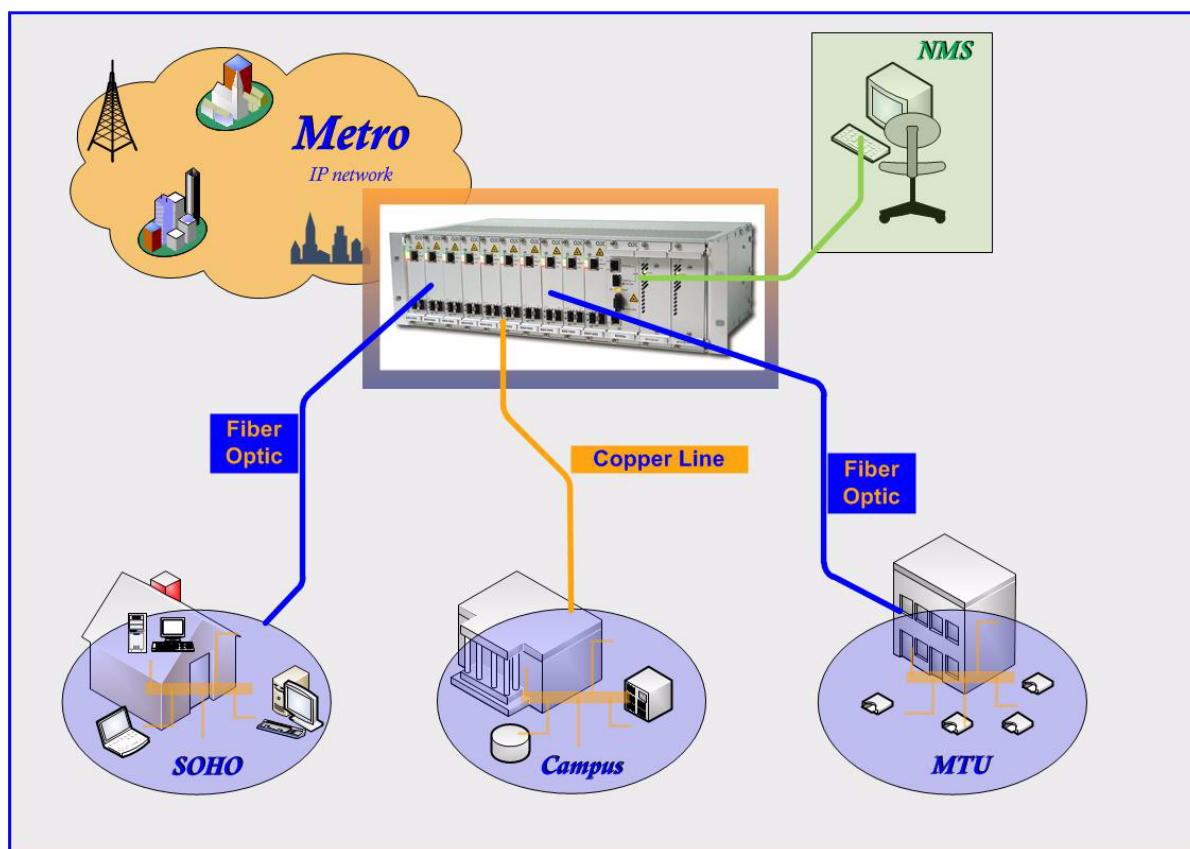 NMS
Metro
IP network
Fiber
Optic
Copper Line
Fiber
Optic
SOHO
Campus
MTU